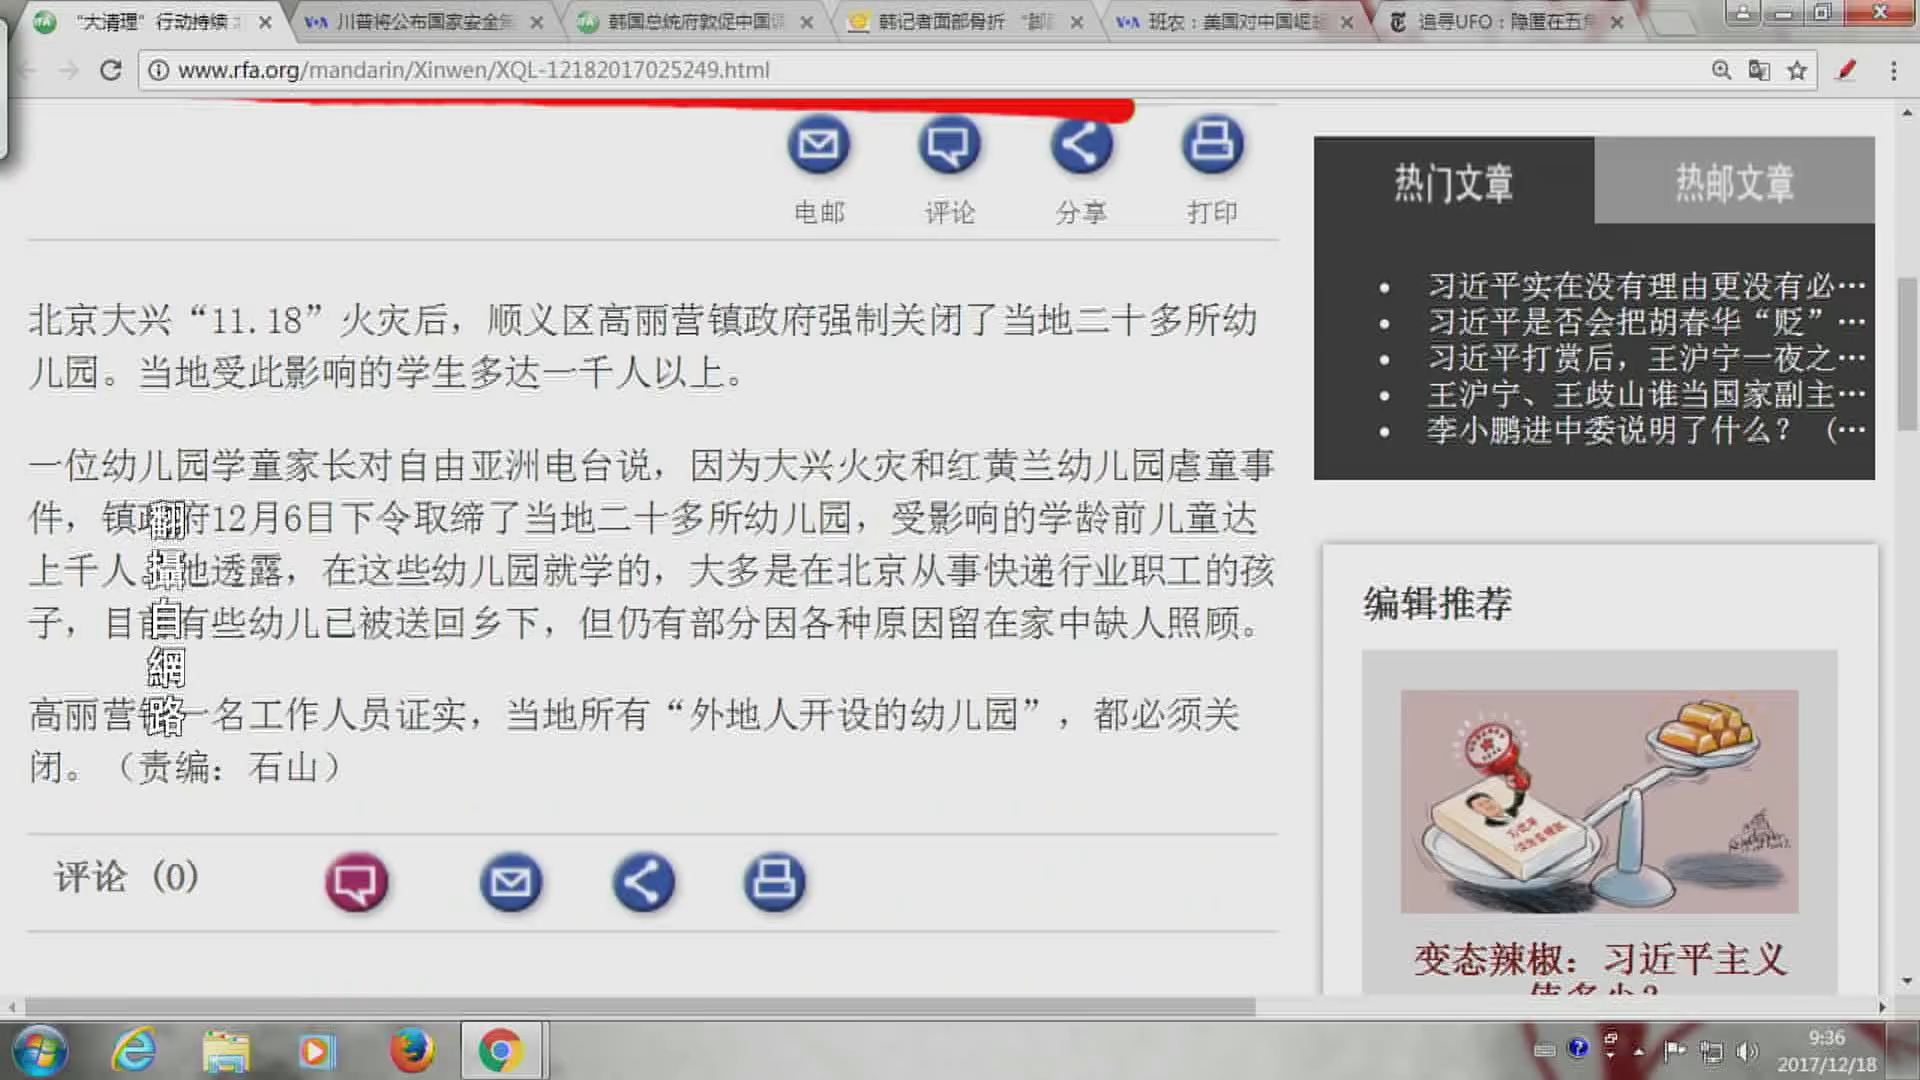 “大清理”行动持续
川普将公布国家安全策
韩国总统府敦促中国调
韩记者面部骨折
班农：美国对中国崛起
追寻UFO：隐匿在五角
www.rfa.org/mandarin/Xinwen/XQL-12182017025249.html
电邮
评论
分享
打印
热门文章
热邮文章
习近平实在没有理由更没有必…
习近平是否会把胡春华“贬”…
习近平打赏后，王沪宁一夜之…
王沪宁、王歧山谁当国家副主…
李小鹏进中委说明了什么？（…
北京大兴“11.18”火灾后，顺义区高丽营镇政府强制关闭了当地二十多所幼
儿园。当地受此影响的学生多达一千人以上。
一位幼儿园学童家长对自由亚洲电台说，因为大兴火灾和红黄兰幼儿园虐童事
件，镇政府12月6日下令取缔了当地二十多所幼儿园，受影响的学龄前儿童达
上千人。他透露，在这些幼儿园就学的，大多是在北京从事快递行业职工的孩
子，目前有些幼儿已被送回乡下，但仍有部分因各种原因留在家中缺人照顾。
高丽营镇一名工作人员证实，当地所有“外地人开设的幼儿园”，都必须关
闭。（责编：石山）
翻攝自網路
评论 (0)
编辑推荐
变态辣椒：习近平主义
9:36
2017/12/18